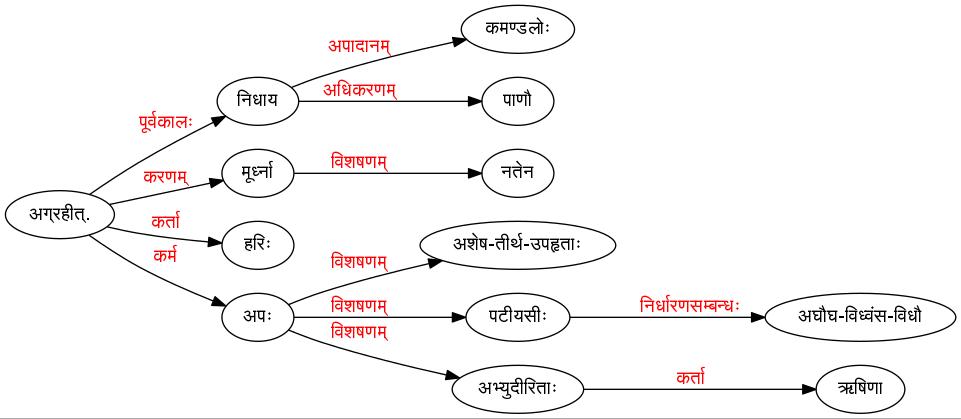 कमण्डलोः
अपादानम्
निधाय
अधिकरणम्
पाणौ
पूर्वकालः
करणम्
मूर्ध्ना
विशषणम्
नतेन
अग्रहीत्.
कर्ता
हरिः
कर्म
विशषणम्
अशेष-तीर्थ-उपहृताः
अपः
विशषणम्
पटीयसीः
निर्धारणसम्बन्धः
अघौघ-विध्वंस-विधौ
विशषणम्
अभ्युदीरिताः
कर्ता
ऋषिणा